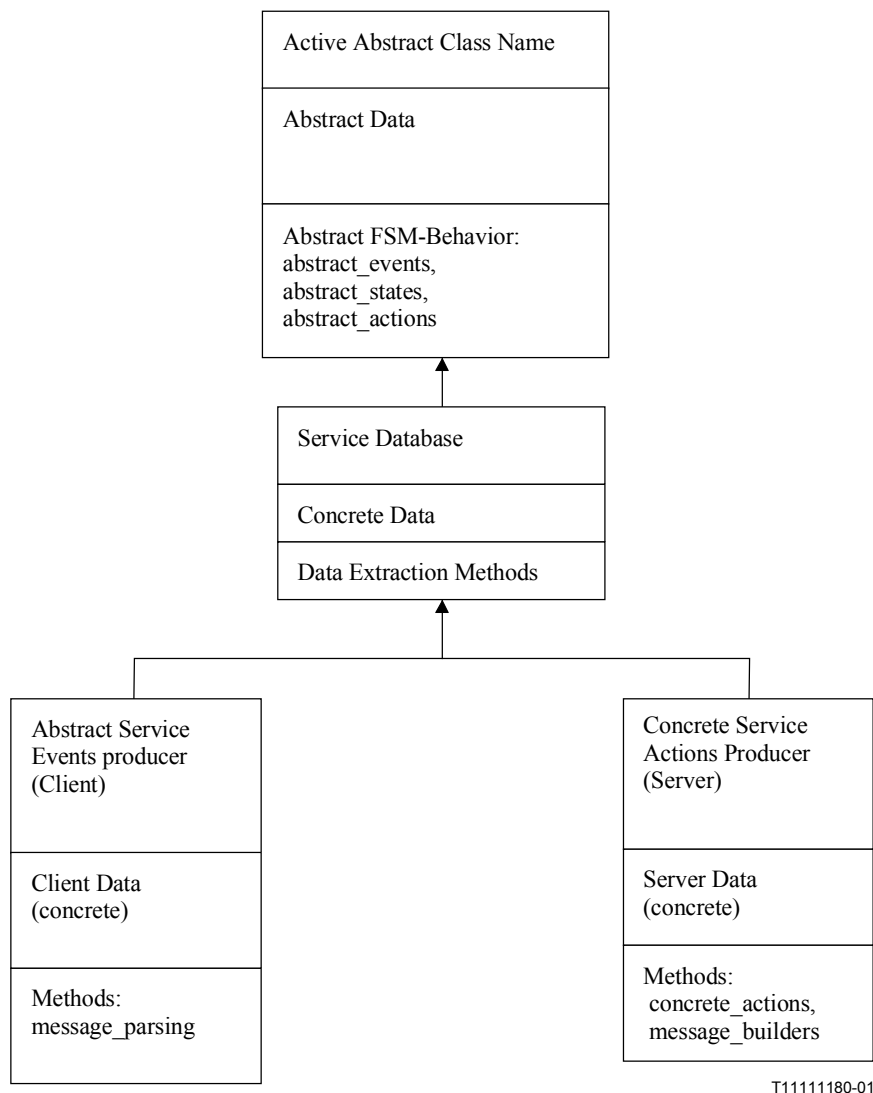 Active Abstract Class Name
Abstract Data
Abstract FSM-Behavior:
abstract_events,
abstract_states,
abstract_actions
Service Database
Concrete Data
Data Extraction Methods
Abstract Service
Events producer
(Client)
Client Data
(concrete)
Methods:
message_parsing
Concrete Service
Actions Producer
(Server)
Server Data
(concrete)
Methods:
concrete_actions,
message_builders
T11111180-01